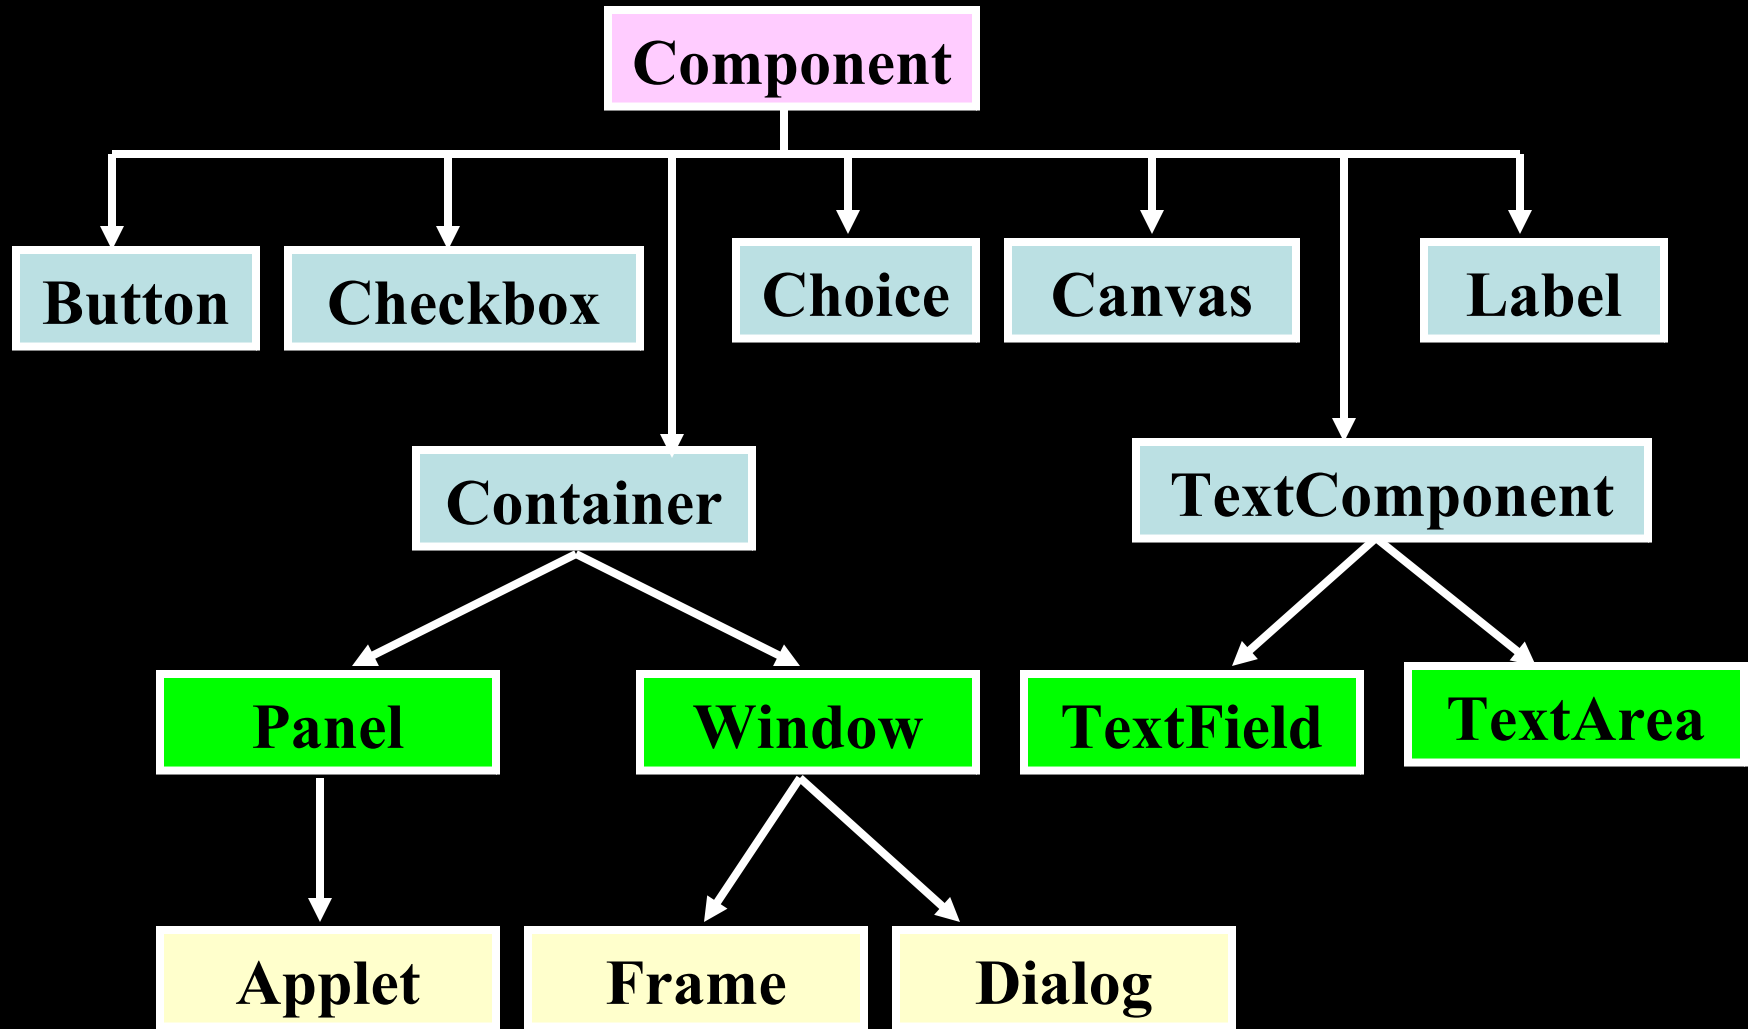 Component
Button
Checkbox
Choice
Canvas
Label
Container
TextComponent
Panel
Window
TextField
TextArea
Applet
Frame
Dialog